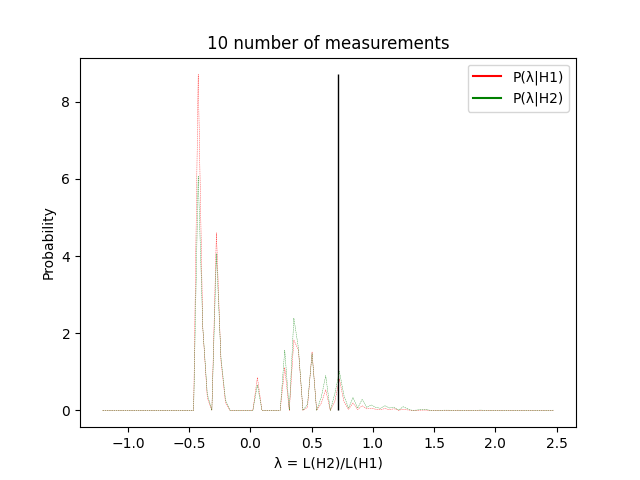 10 number of measurements
P(λ|H1)
P(λ|H2)
Probability
8
6
4
2
0
−1.0 −0.5 0.0 0.5 1.0 1.5 2.0 2.5
λ = L(H2)/L(H1)